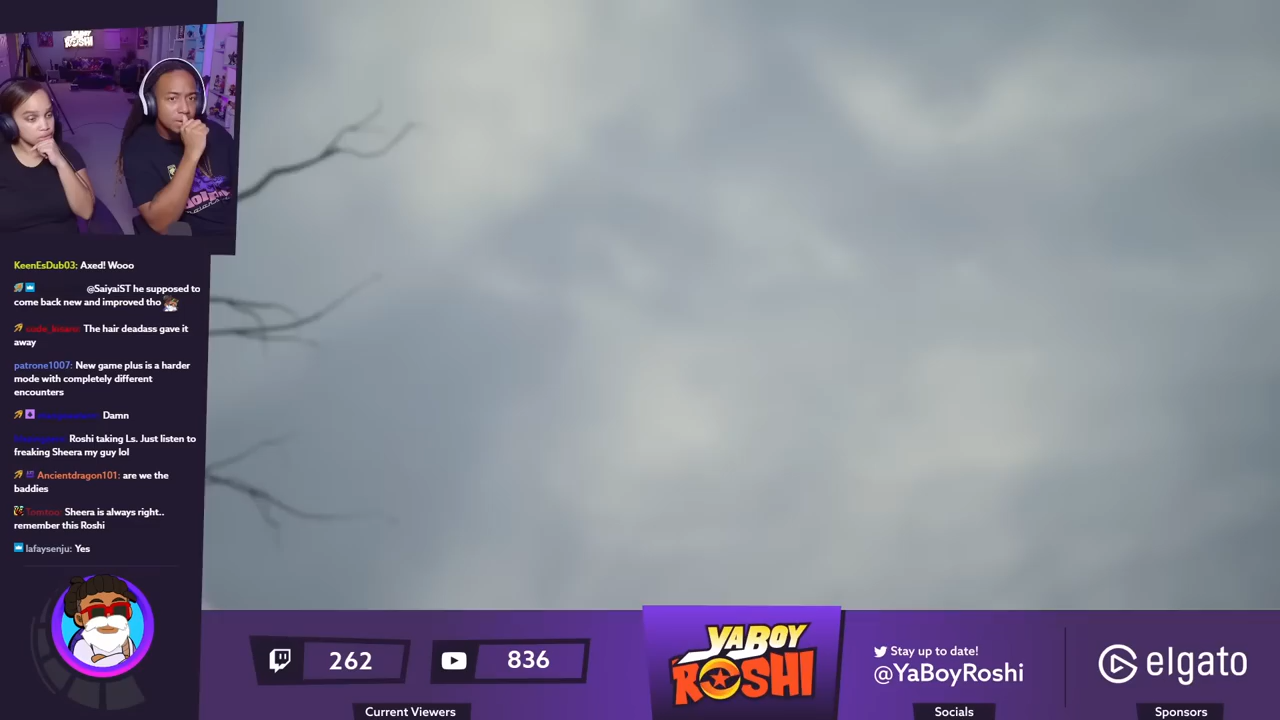 YABOY
ROSHI
KeenEsDub03: Axed! Wooo
@SaiyaiST he supposed to
come back new and improved tho
The hair deadass gave it
away
patrone1007: New game plus is a harder
mode with completely different
encounters
Damn
Roshi taking Ls. Just listen to
freaking Sheera my guy lol
Ancientdragon101: are we the
baddies
Tomtoo: Sheera is always right..
remember this Roshi
lafaysenju: Yes
262
836
Current Viewers
YABOY
ROSHI
Stay up to date!
@YaBoyRoshi
Socials
elgato
Sponsors